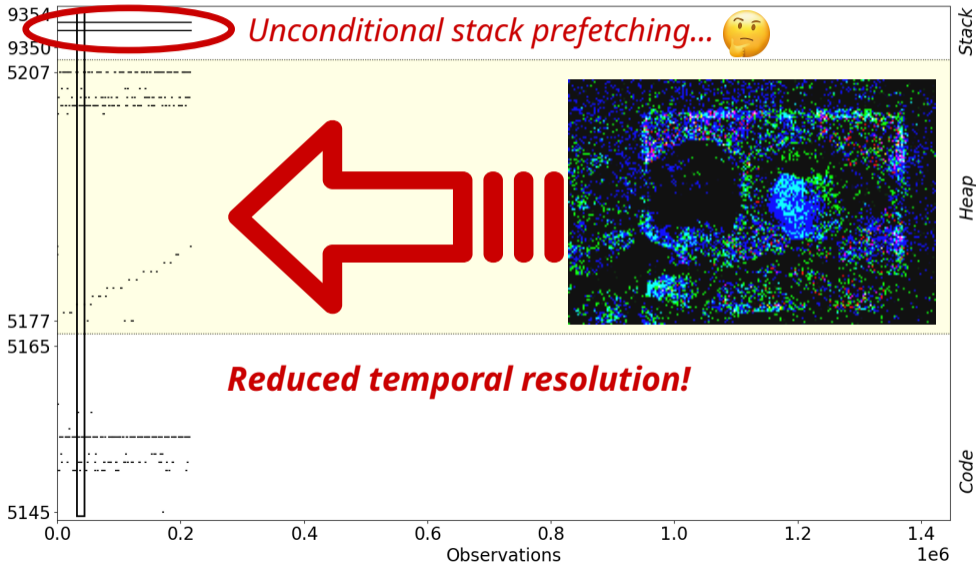 9354
Unconditional stack prefetching... 🤔
Stack
9350
5207
Heap
5177
5165
Reduced temporal resolution!
Code
5145
0.0 0.2 0.4 0.6 0.8 1.0 1.2 1.4
Observations
1e6